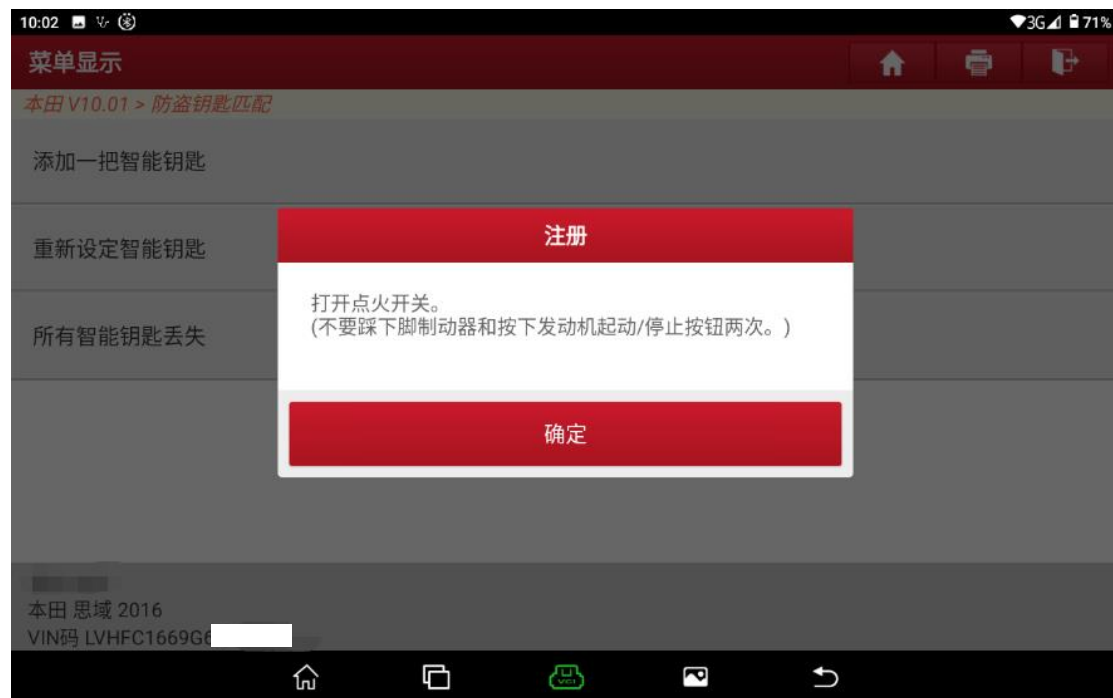 10:02
3G 71%
菜单显示
本田 V10.01 > 防盗钥匙匹配
添加一把智能钥匙
重新设定智能钥匙
所有智能钥匙丢失
注册
打开点火开关。
(不要踩下脚制动器和按下发动机起动/停止按钮两次。)
确定
本田 思域 2016
VIN码 LVHFC1669G6
VCI